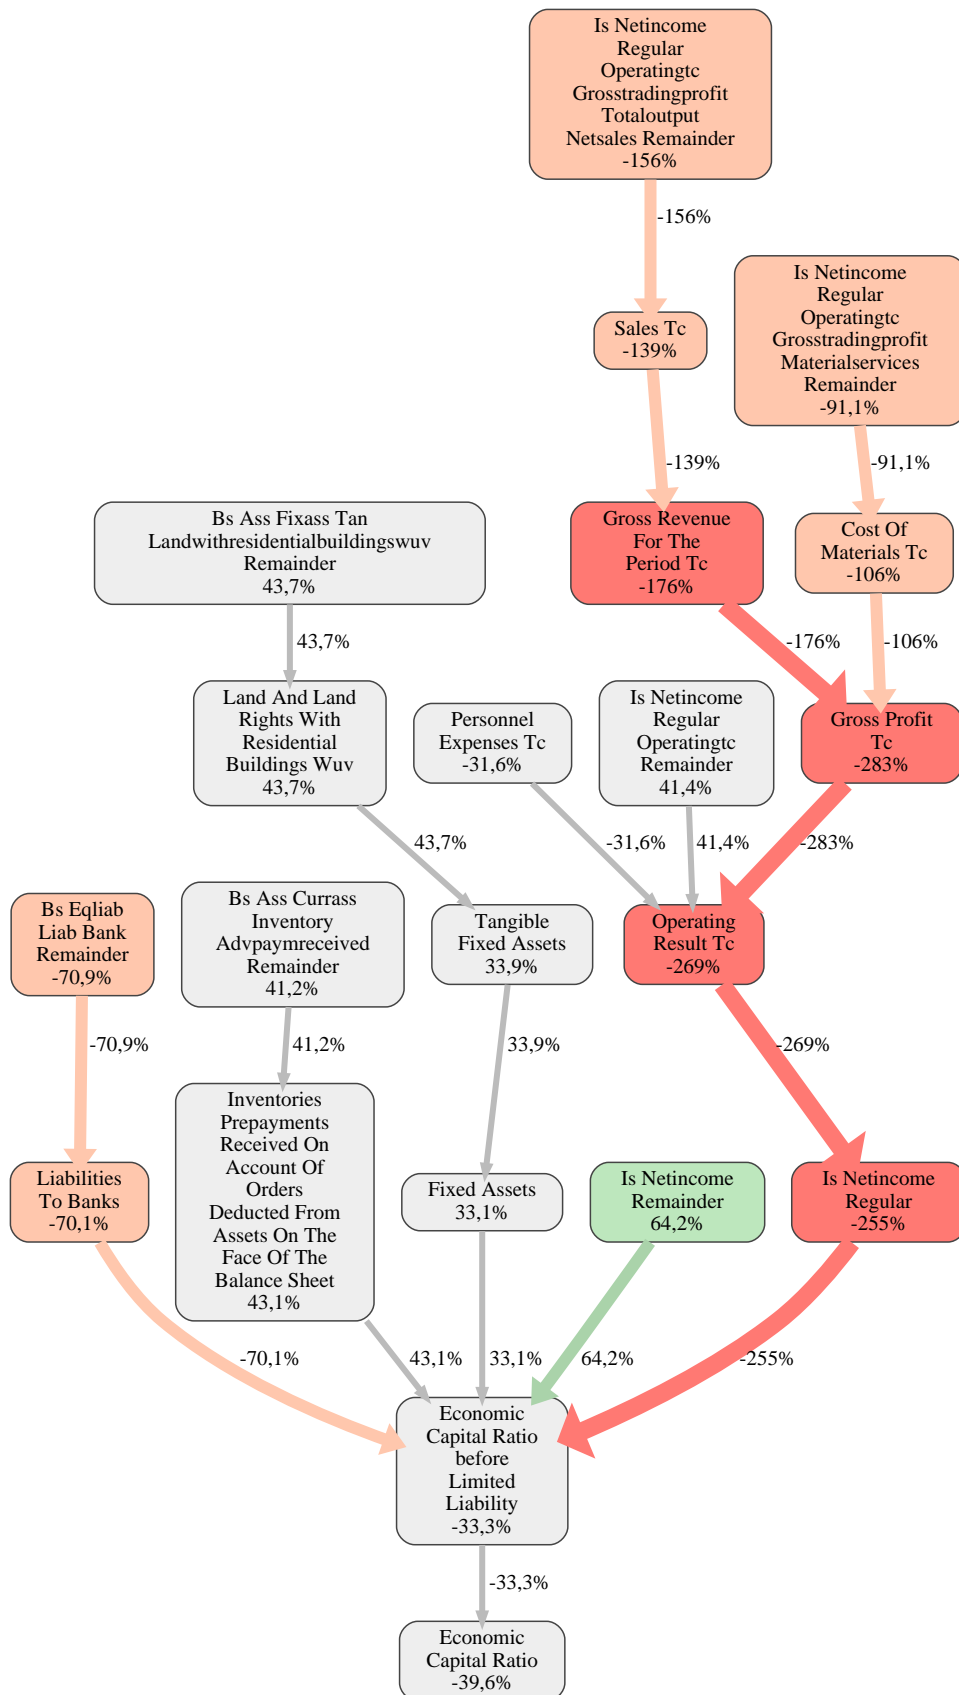 Is Netincome
Regular
Operatingtc
Grosstradingprofit
Totaloutput
Netsales Remainder
-156%
-156%
Is Netincome
Regular
Operatingtc
Grosstradingprofit
Materialservices
Remainder
-91,1%
Sales Tc
-139%
-139%
-91,1%
Bs Ass Fixass Tan
Landwithresidentialbuildingswuv
Remainder
43,7%
Gross Revenue
For The
Period Tc
-176%
Cost Of
Materials Tc
-106%
43,7%
-176%
-106%
Land And Land
Rights With
Residential
Buildings Wuv
43,7%
Personnel
Expenses Tc
-31,6%
Is Netincome
Regular
Operatingtc
Remainder
41,4%
Gross Profit
Tc
-283%
43,7%
-31,6%
41,4%
-283%
Bs Eqliab
Liab Bank
Remainder
-70,9%
Bs Ass Currass
Inventory
Advpaymreceived
Remainder
41,2%
Tangible
Fixed Assets
33,9%
Operating
Result Tc
-269%
-70,9%
41,2%
33,9%
-269%
Liabilities
To Banks
-70,1%
Inventories
Prepayments
Received On
Account Of
Orders
Deducted From
Assets On The
Face Of The
Balance Sheet
43,1%
Fixed Assets
33,1%
Is Netincome
Remainder
64,2%
Is Netincome
Regular
-255%
-70,1%
43,1%
33,1%
64,2%
-255%
Economic
Capital Ratio
before
Limited
Liability
-33,3%
-33,3%
Economic
Capital Ratio
-39,6%